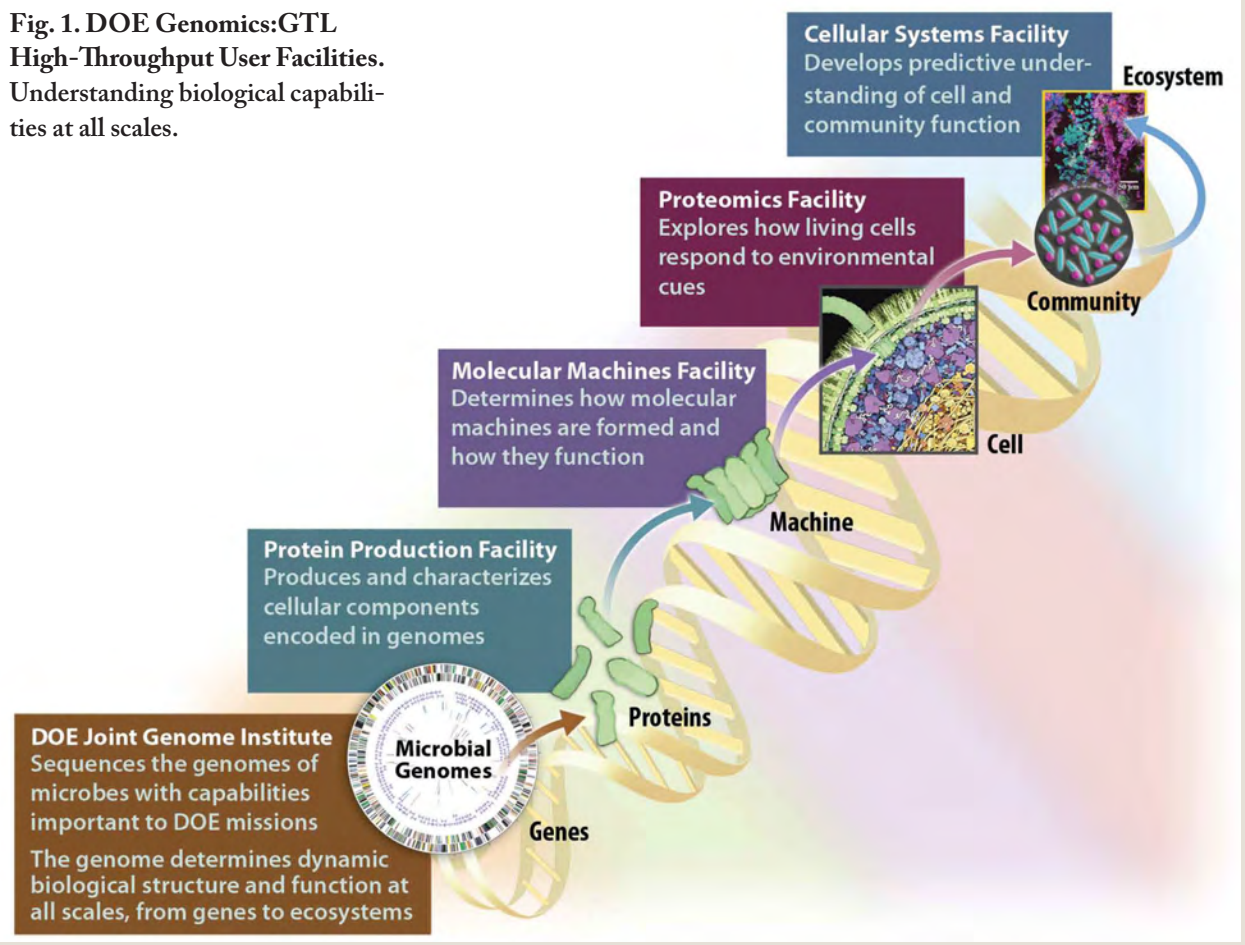 Fig. 1. DOE Genomics:GTL
High-Throughput User Facilities.
Understanding biological capabili-
ties at all scales.
Cellular Systems Facility
Develops predictive under-
standing of cell and
community function
Ecosystem
Proteomics Facility
Explores how living cells
respond to environmental
cues
Community
Molecular Machines Facility
Determines how molecular
machines are formed and
how they function
Cell
Machine
Protein Production Facility
Produces and characterizes
cellular components
encoded in genomes
Proteins
DOE Joint Genome Institute
Sequences the genomes of
microbes with capabilities
important to DOE missions
The genome determines dynamic
biological structure and function at
all scales, from genes to ecosystems
Microbial
Genomes
Genes